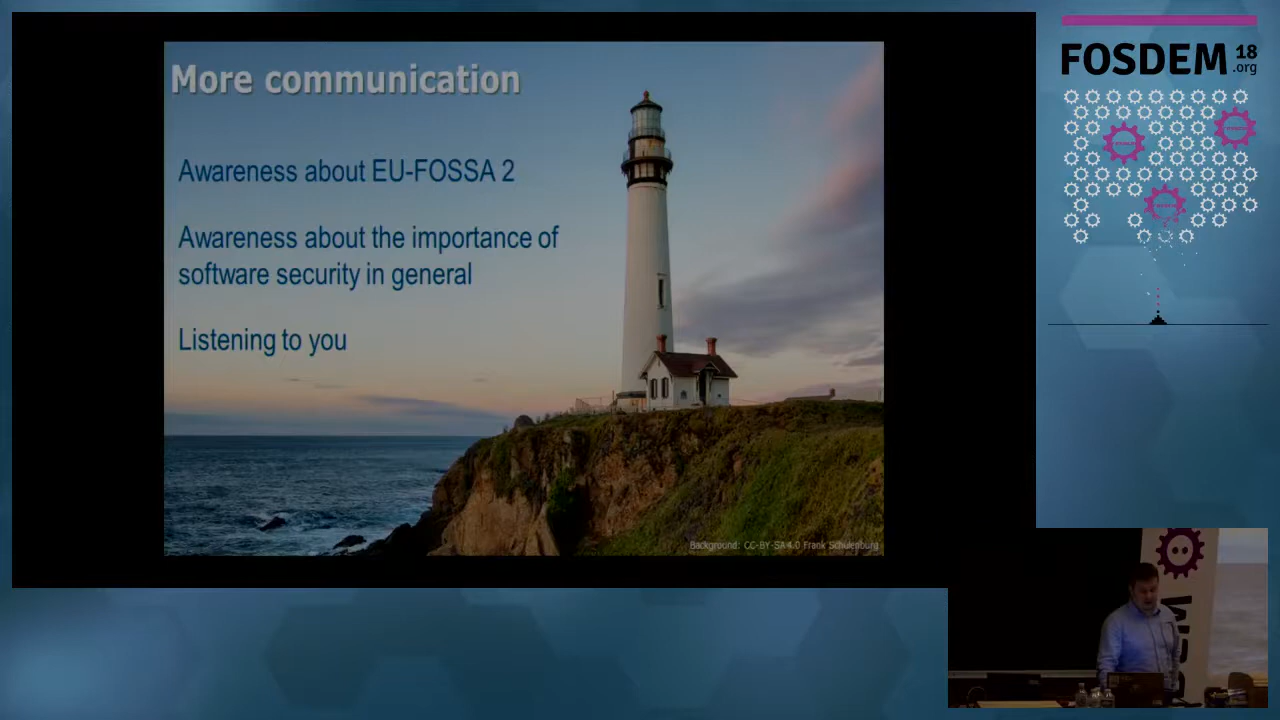 More communication
Awareness about EU-FOSSA 2
Awareness about the importance of
software security in general
Listening to you
Background: CC-BY-SA 4.0 Frank Schulenburg
FOSDEM 18
.org